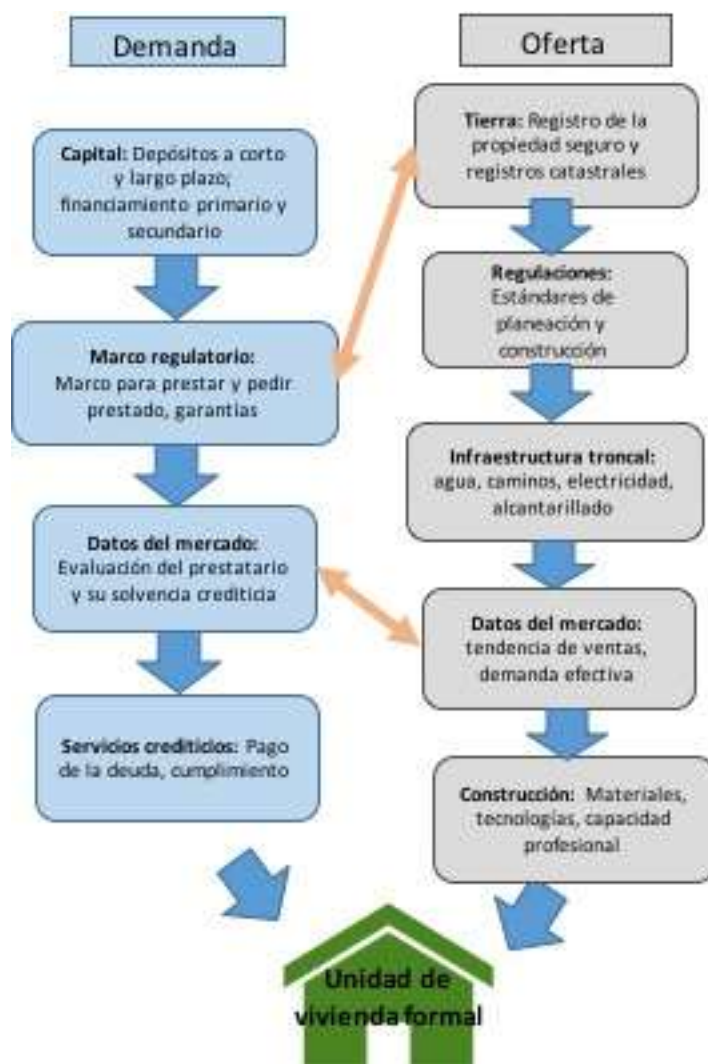 Demanda
Capital: Depósitos a corto
y largo plazo;
financiamiento primario y
secundario
Marco regulatorio:
Marco para prestar y pedir
prestado, garantías
Datos del mercado:
Evaluación del prestatario
y su solvencia crediticia
Servicios crediticios: Pago
de la deuda, cumplimiento
Oferta
Tierra: Registro de la
propiedad seguro y
registros catastrales
Regulaciones:
Estándares de
planeación y
construcción
Infraestructura troncal:
agua, caminos, electricidad,
alcantarillado
Datos del mercado:
tendencia de ventas,
demanda efectiva
Construcción: Materiales,
tecnologías, capacidad
profesional
Unidad de
vivienda formal